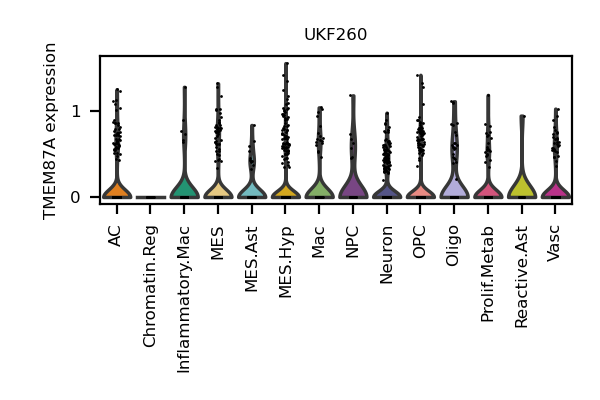 UKF260
TMEM87A expression
1
0
AC
Chromatin.Reg
Inflammatory.Mac
MES
MES.Ast
MES.Hyp
Mac
NPC
Neuron
OPC
Oligo
Prolif.Metab
Reactive.Ast
Vasc